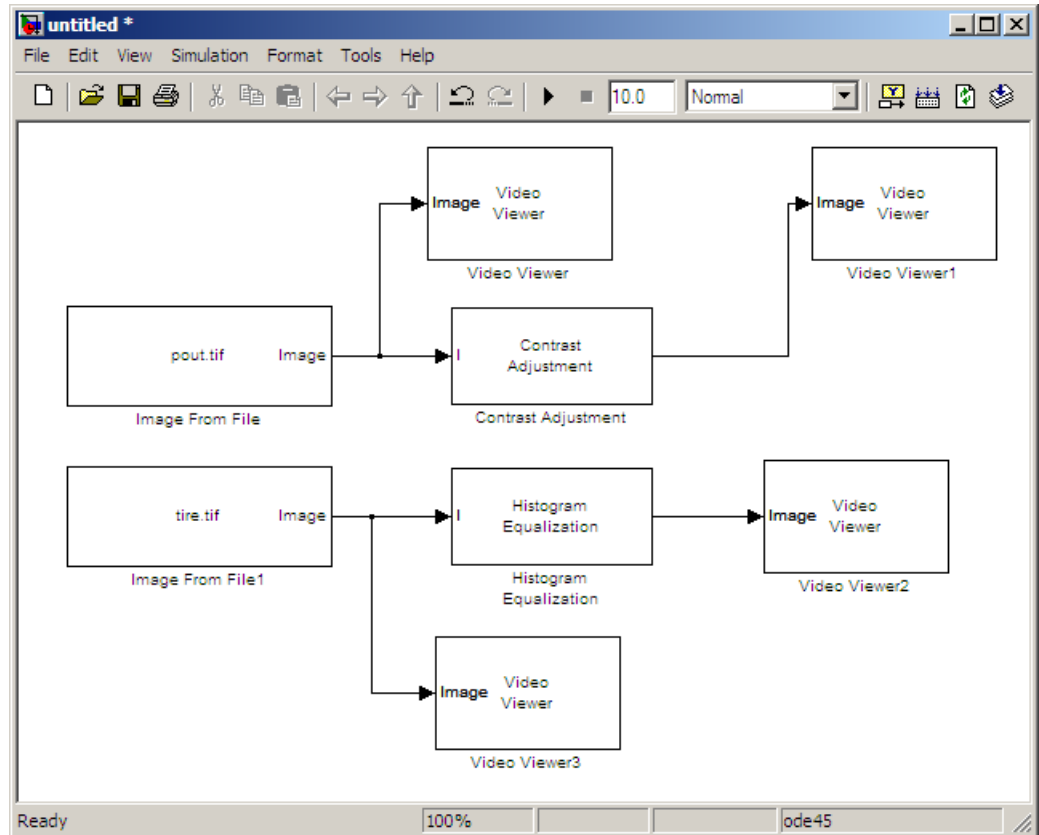 untitled *
File Edit View Simulation Format Tools Help
10.0 Normal
Image Video Viewer
Video Viewer
Image Video Viewer
Video Viewer1
pout.tif Image
Image From File
I Contrast Adjustment
Contrast Adjustment
tire.tif Image
Image From File1
I Histogram Equalization
Histogram
Equalization
Image Video Viewer
Video Viewer2
Image Video Viewer
Video Viewer3
Ready 100% ode45